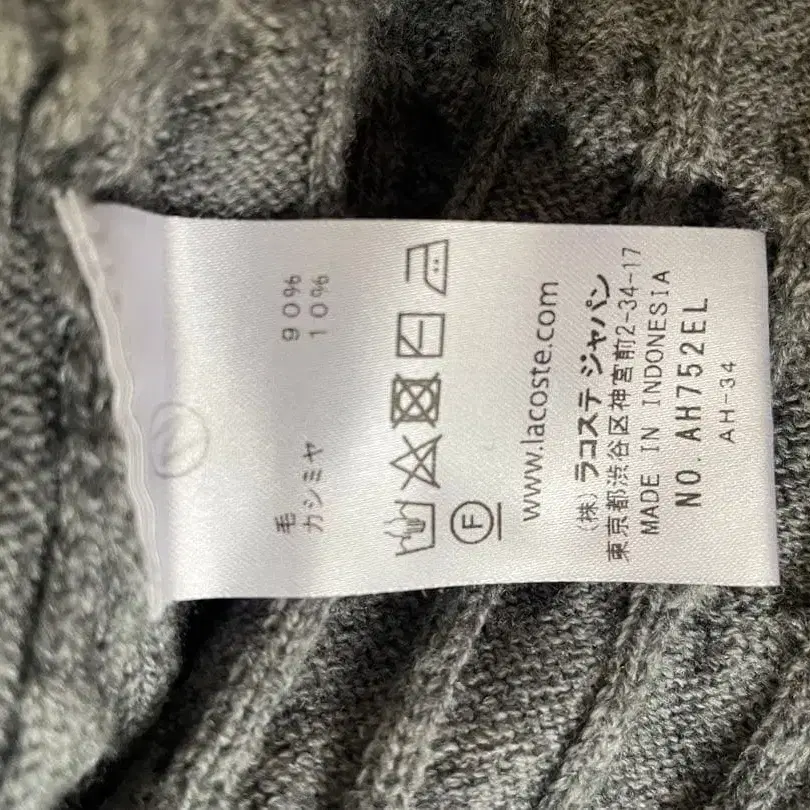 毛 90%
カシミヤ 10%
F
www.lacoste.com
(株) ラコステ ジャパン
東京都渋谷区神宮前2-34-17
MADE IN INDONESIA
NO. AH752EL
AH-34